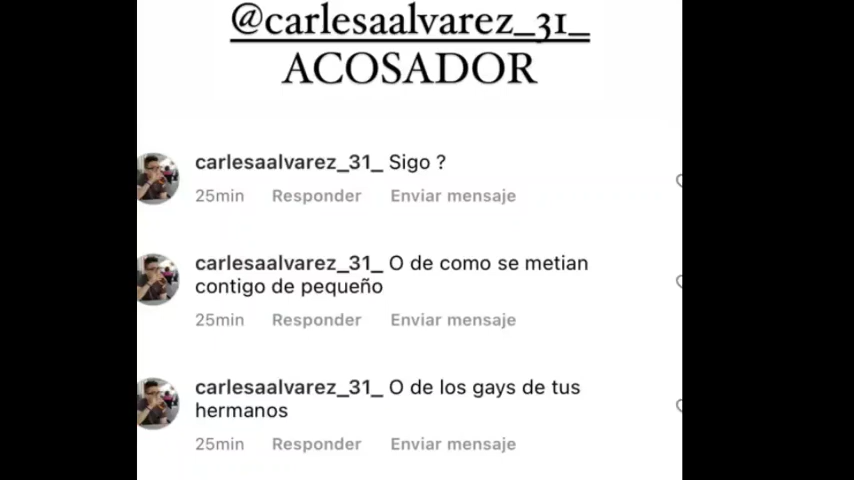 @carlesaalvarez_31_
ACOSADOR
carlesaalvarez_31_ Sigo ?
25min Responder Enviar mensaje
carlesaalvarez_31_ O de como se metian
contigo de pequeño
25min Responder Enviar mensaje
carlesaalvarez_31_ O de los gays de tus
hermanos
25min Responder Enviar mensaje